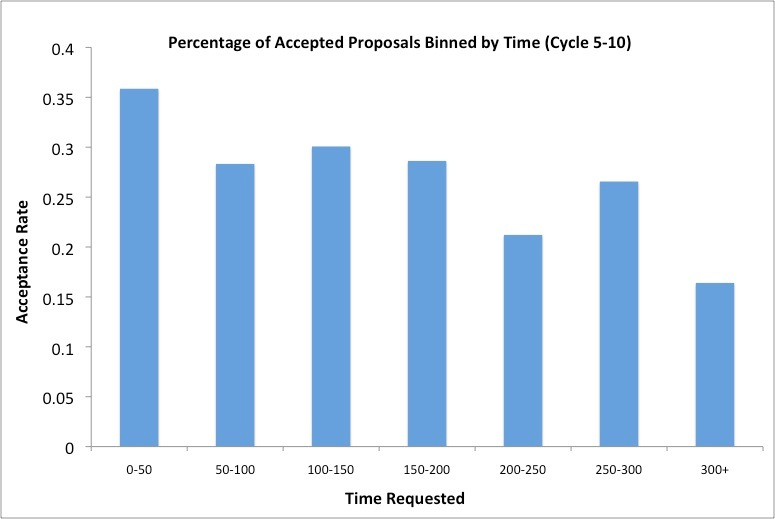 Percentage of Accepted Proposals Binned by Time (Cycle 5-10)
0.4
0.35
0.3
0.25
0.2
0.15
0.1
0.05
0
Acceptance Rate
0-50 50-100 100-150 150-200 200-250 250-300 300+
Time Requested